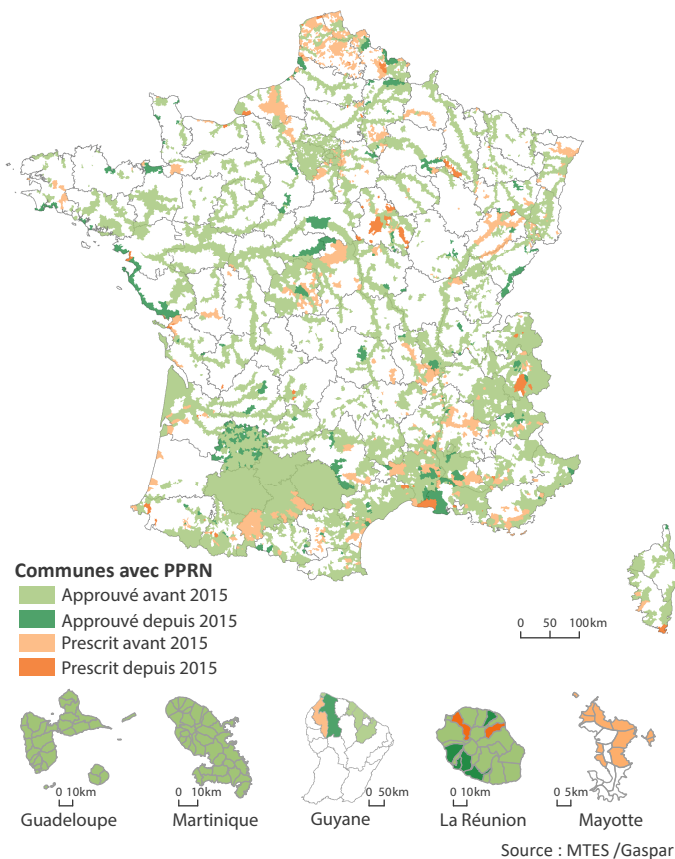 Communes avec PPRN
Approuvé avant 2015
Approuvé depuis 2015
Prescrit avant 2015
Prescrit depuis 2015
0 50 100km
0 10km
Guadeloupe
0 10km
Martinique
0 50km
Guyane
0 10km
La Réunion
0 5km
Mayotte
Source : MTES /Gaspar